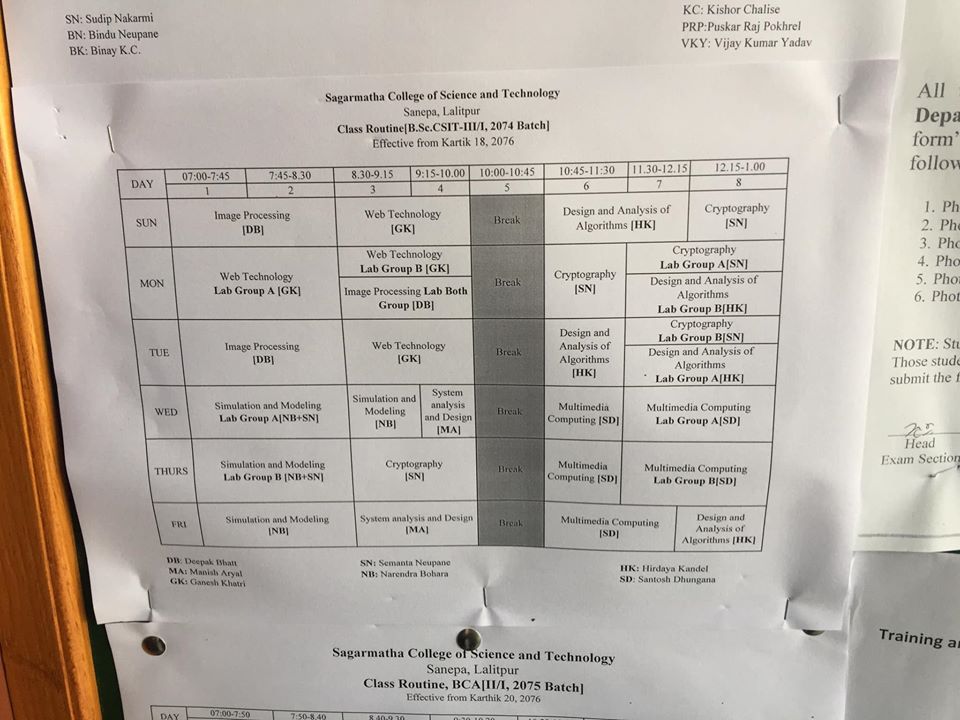 SN: Sudip Nakarmi
BN: Bindu Neupane
BK: Binay K.C.
KC: Kishor Chalise
PRP:Puskar Raj Pokhrel
VKY: Vijay Kumar Yadav
Sagarmatha College of Science and Technology
Sanepa, Lalitpur
Class Routine[B.Sc.CSIT-III/I, 2074 Batch]
Effective from Kartik 18, 2076
DAY 07:00-7:45 7:45-8.30 8.30-9.15 9:15-10.00 10:00-10:45 10:45-11:30 11.30-12.15 12.15-1.00
1 2 3 4 5 6 7 8
SUN Image Processing [DB] Web Technology [GK] Break Design and Analysis of Algorithms [HK] Cryptography [SN]
MON Web Technology Lab Group A [GK] Web Technology Lab Group B [GK] Image Processing Lab Both Group [DB] Break Cryptography [SN] Cryptography Lab Group A[SN] Design and Analysis of Algorithms Lab Group B[HK]
TUE Image Processing [DB] Web Technology [GK] Break Design and Analysis of Algorithms [HK] Cryptography Lab Group B[SN] Design and Analysis of Algorithms Lab Group A[HK]
WED Simulation and Modeling Lab Group A[NB+SN] Simulation and Modeling [NB] System analysis and Design [MA] Break Multimedia Computing [SD] Multimedia Computing Lab Group A[SD]
THURS Simulation and Modeling Lab Group B [NB+SN] Cryptography [SN] Break Multimedia Computing [SD] Multimedia Computing Lab Group B[SD]
FRI Simulation and Modeling [NB] System analysis and Design [MA] Break Multimedia Computing [SD] Design and Analysis of Algorithms [HK]
DB: Deepak Bhatt
MA: Manish Aryal
GK: Ganesh Khatri
SN: Semanta Neupane
NB: Narendra Bohara
HK: Hirdaya Kandel
SD: Santosh Dhungana
Sagarmatha College of Science and Technology
Sanepa, Lalitpur
Class Routine, BCA[II/I, 2075 Batch]
Effective from Karthik 20, 2076
DAY 07:00-7:50 7:50-8.40 8.40-9.30
All
Depa
form'
follow
1. Ph
2. Pho
3. Pho
4. Pho
5. Pho
6. Phot
NOTE: Stu
Those stude
submit the f
Head
Exam Section
Training a